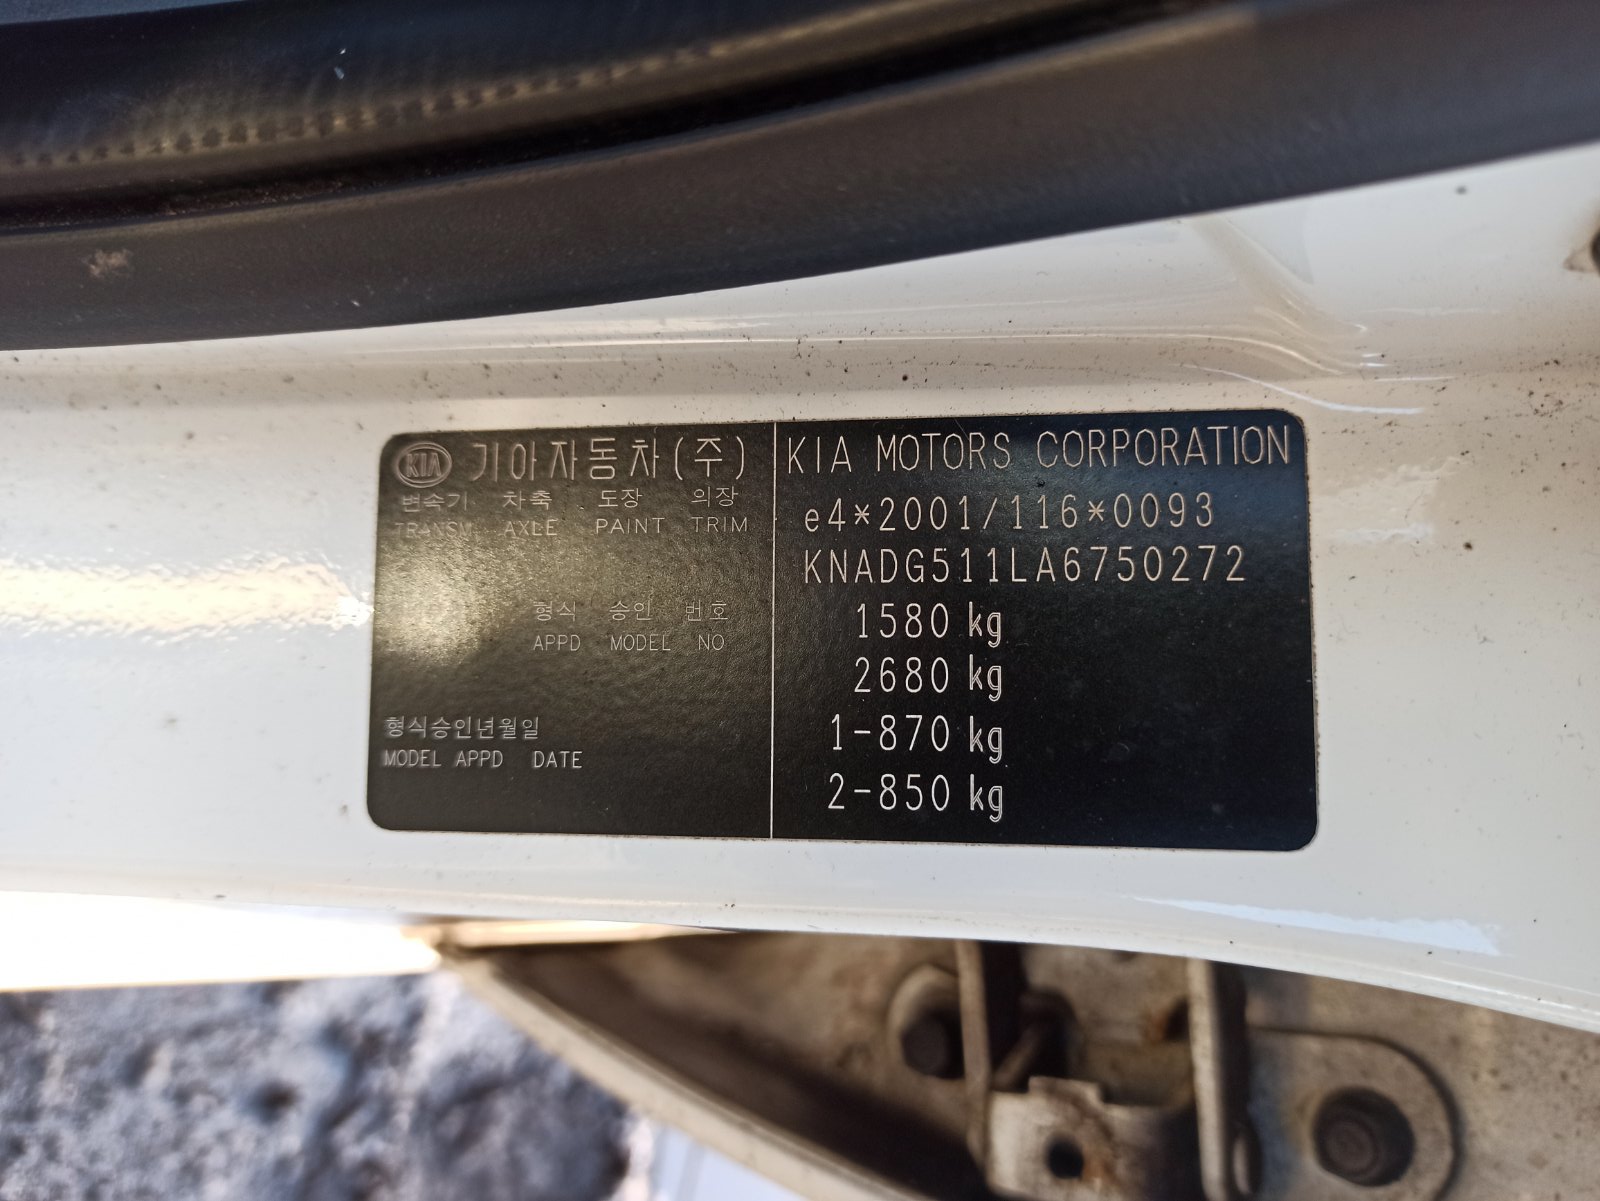 KIA 기아자동차(주)
변속기 차축 도장 의장
TRANSM AXLE PAINT TRIM
형식 승인 번호
APPD MODEL NO
형식승인년월일
MODEL APPD DATE
KIA MOTORS CORPORATION
e4*2001/116*0093
KNADG511LA6750272
1580 kg
2680 kg
1-870 kg
2-850 kg